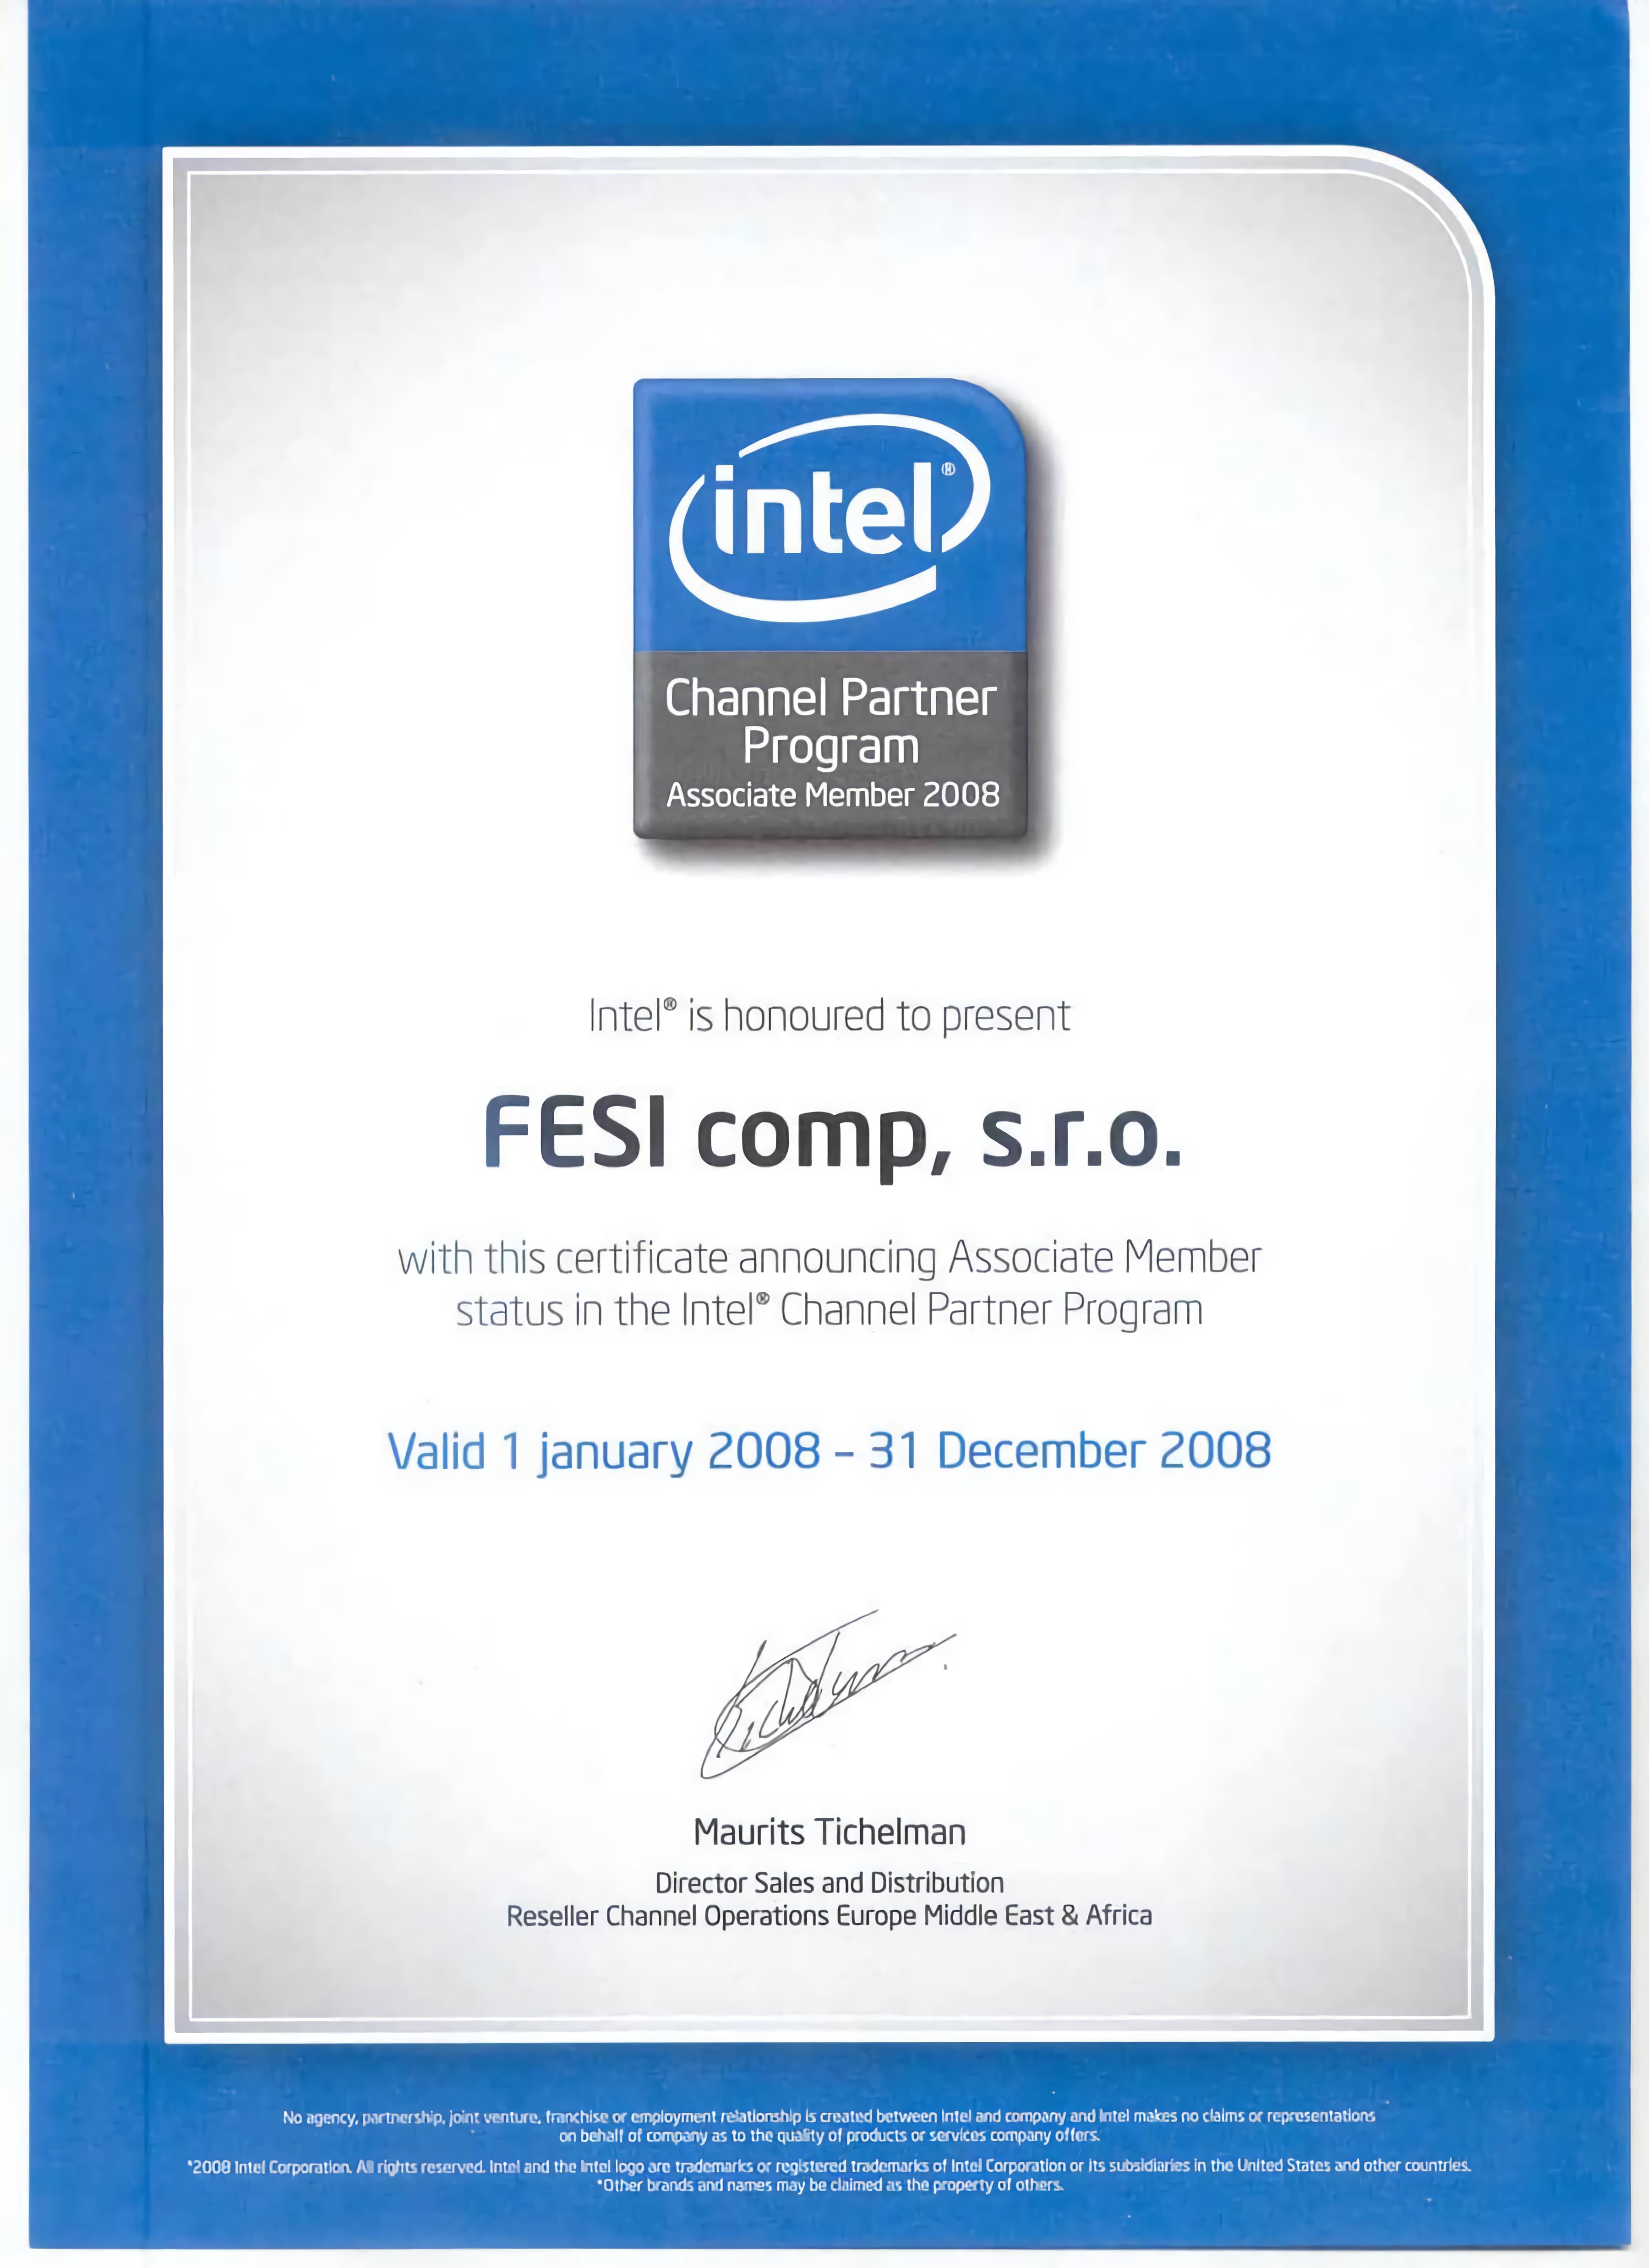 intel®
Channel Partner
Program
Associate Member 2008
Intel® is honoured to present
FESI comp, s.r.o.
with this certificate announcing Associate Member
status in the Intel® Channel Partner Program
Valid 1 january 2008 – 31 December 2008
Maurits Tichelman
Director Sales and Distribution
Reseller Channel Operations Europe Middle East & Africa
No agency, partnership, joint venture, franchise or employment relationship is created between Intel and company and Intel makes no claims or representations
on behalf of company as to the quality of products or services company offers.
*2008 Intel Corporation. All rights reserved. Intel and the Intel logo are trademarks or registered trademarks of Intel Corporation or its subsidiaries in the United States and other countries.
*Other brands and names may be claimed as the property of others.